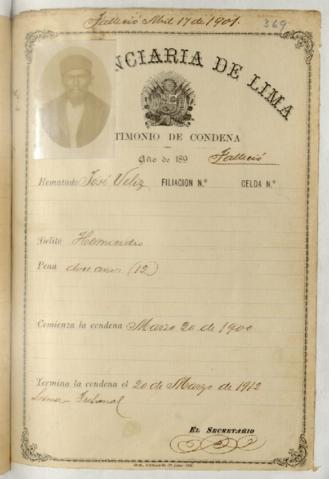 Falleció Abril 17 de 1901.
369
NCIARIA DE LIMA
TIMONIO DE CONDENA
Año de 189 Falleció
Rematado José Veliz FILIACION N.º CELDA N.º
Delito Homicidio
Pena doce años (12)
Comienza la condena Marzo 20 de 1900
Termina la condena el 20 de Marzo de 1912
Tribunal
EL SECRETARIO